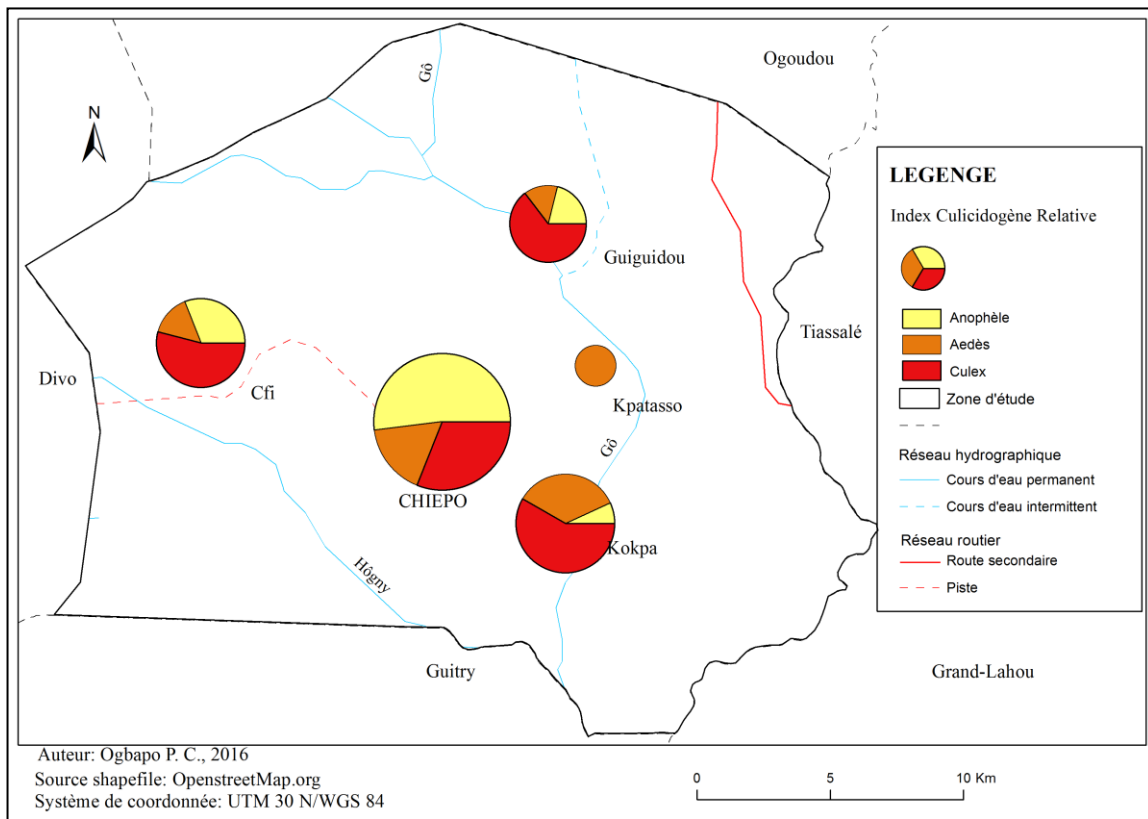 Ogoudou
Gô
N
LEGENGE
Index Culicidogène Relative
Guiguidou
Anophèle
Tiassalé
Aedès
Divo
Culex
Cfi
Kpatasso
Zone d'étude
Gô
Réseau hydrographique
CHIEPO
Cours d'eau permanent
Cours d'eau intermittent
Réseau routier
Kokpa
Route secondaire
Hôgny
Piste
Guitry
Grand-Lahou
Auteur: Ogbapo P. C., 2016
Source shapefile: OpenstreetMap.org
Système de coordonnée: UTM 30 N/WGS 84
0 5 10 Km